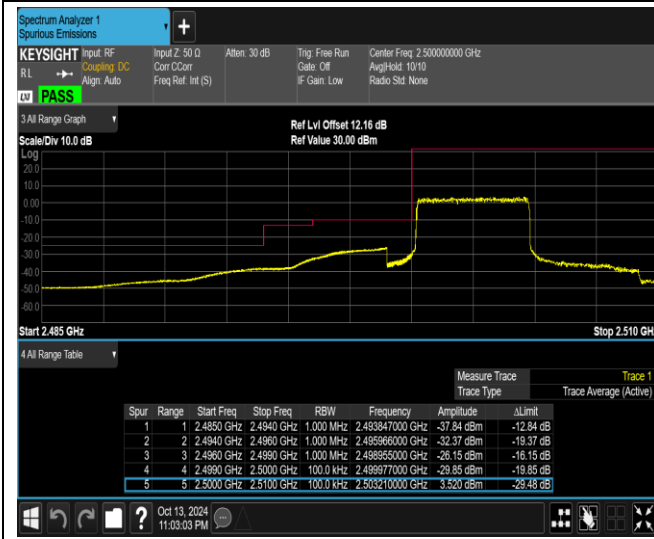 Spectrum Analyzer 1
Spurious Emissions
+
KEYSIGHT Input: RF Input Z: 50 Ω Atten: 30 dB Trig: Free Run Center Freq: 2.500000000 GHz
R L Coupling: DC Corr CCorr Gate: Off Avg|Hold: 10/10
Align: Auto Freq Ref: Int (S) IF Gain: Low Radio Std: None
LXI PASS
3 All Range Graph
Ref Lvl Offset 12.16 dB
Scale/Div 10.0 dB Ref Value 30.00 dBm
Log
20.0
10.0
0.00
-10.0
-20.0
-30.0
-40.0
-50.0
-60.0
Start 2.485 GHz Stop 2.510 GH
4 All Range Table
Measure Trace Trace 1
Trace Type Trace Average (Active)
Spur Range Start Freq Stop Freq RBW Frequency Amplitude ΔLimit
1 1 2.4850 GHz 2.4940 GHz 1.000 MHz 2.493847000 GHz -37.84 dBm -12.84 dB
2 2 2.4940 GHz 2.4960 GHz 1.000 MHz 2.495966000 GHz -32.37 dBm -19.37 dB
3 3 2.4960 GHz 2.4990 GHz 1.000 MHz 2.498955000 GHz -26.15 dBm -16.15 dB
4 4 2.4990 GHz 2.5000 GHz 100.0 kHz 2.499977000 GHz -29.85 dBm -19.85 dB
5 5 2.5000 GHz 2.5100 GHz 100.0 kHz 2.503210000 GHz 3.520 dBm -29.48 dB
? Oct 13, 2024
11:03:03 PM